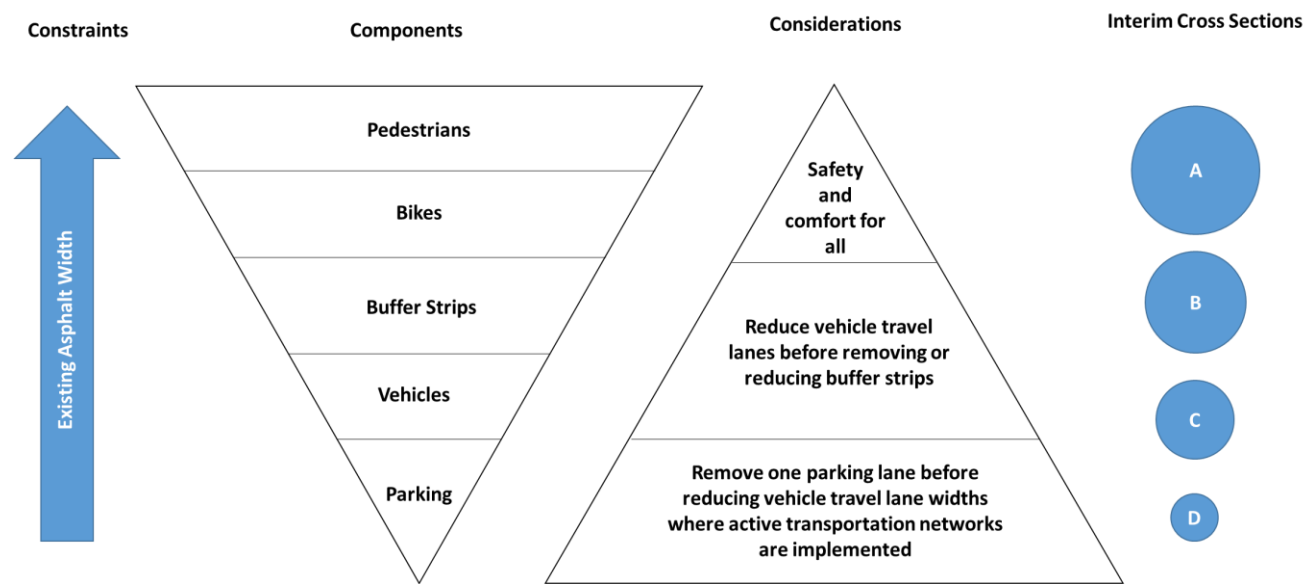 Constraints
Components
Considerations
Interim Cross Sections
Existing Asphalt Width
Pedestrians
Bikes
Buffer Strips
Vehicles
Parking
Safety
and
comfort for
all
Reduce vehicle travel
lanes before removing or
reducing buffer strips
Remove one parking lane before
reducing vehicle travel lane widths
where active transportation networks
are implemented
A
B
C
D